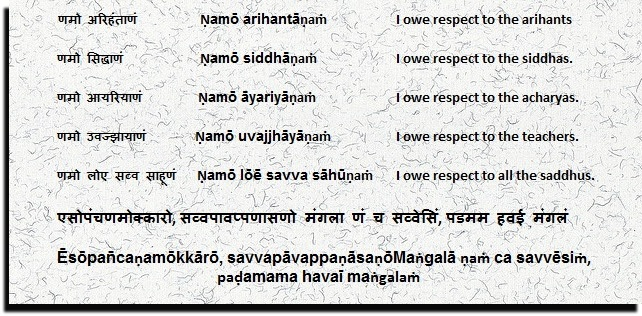 णमो अरिहंताणं Ṇamō arihantāṇaṁ I owe respect to the arihants
णमो सिद्धाणं Ṇamō siddhāṇaṁ I owe respect to the siddhas.
णमो आयरियाणं Ṇamō āyariyāṇaṁ I owe respect to the acharyas.
णमो उवज्झायाणं Ṇamō uvajjhāyāṇaṁ I owe respect to the teachers.
णमो लोए सव्व साहूणं Ṇamō lōē savva sāhūṇaṁ I owe respect to all the saddhus.
एसोपंचणमोक्कारो, सव्वपावप्पणासणो मंगला णं च सव्वेसिं, पडमम हवई मंगलं
Ēsōpañcaṇamōkkārō, savvapāvappaṇāsaṇōMaṅgalā ṇaṁ ca savvēsiṁ,
paḍamama havaī maṅgalaṁ